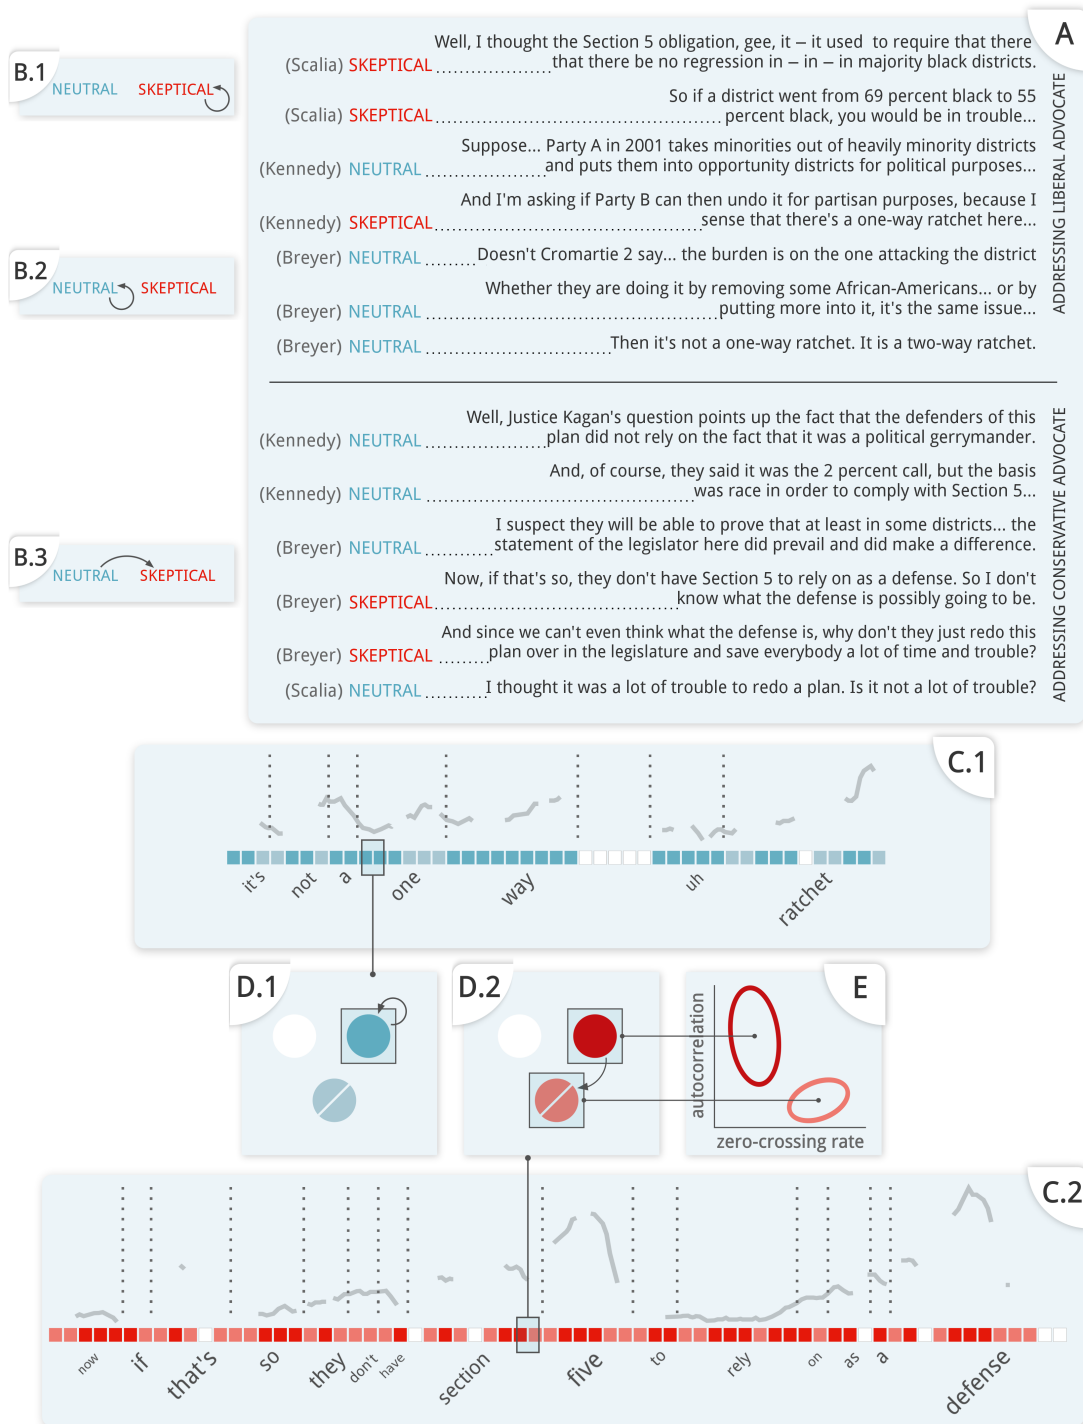 A
Well, I thought the Section 5 obligation, gee, it – it used to require that there
(Scalia) SKEPTICAL ....................that there be no regression in – in – in majority black districts.
So if a district went from 69 percent black to 55
(Scalia) SKEPTICAL ................................................. percent black, you would be in trouble...
Suppose... Party A in 2001 takes minorities out of heavily minority districts
(Kennedy) NEUTRAL .....................and puts them into opportunity districts for political purposes...
And I'm asking if Party B can then undo it for partisan purposes, because I
(Kennedy) SKEPTICAL..............................................sense that there's a one-way ratchet here...
(Breyer) NEUTRAL .........Doesn't Cromartie 2 say... the burden is on the one attacking the district
Whether they are doing it by removing some African-Americans... or by
(Breyer) NEUTRAL ...................................................putting more into it, it's the same issue...
(Breyer) NEUTRAL ................................Then it's not a one-way ratchet. It is a two-way ratchet.
ADDRESSING LIBERAL ADVOCATE
Well, Justice Kagan's question points up the fact that the defenders of this
(Kennedy) NEUTRAL .....................plan did not rely on the fact that it was a political gerrymander.
And, of course, they said it was the 2 percent call, but the basis
(Kennedy) NEUTRAL ..............................................was race in order to comply with Section 5...
I suspect they will be able to prove that at least in some districts... the
(Breyer) NEUTRAL ............statement of the legislator here did prevail and did make a difference.
Now, if that's so, they don't have Section 5 to rely on as a defense. So I don't
(Breyer) SKEPTICAL..........................................know what the defense is possibly going to be.
And since we can't even think what the defense is, why don't they just redo this
(Breyer) SKEPTICAL .........plan over in the legislature and save everybody a lot of time and trouble?
(Scalia) NEUTRAL ...........I thought it was a lot of trouble to redo a plan. Is it not a lot of trouble?
ADDRESSING CONSERVATIVE ADVOCATE
B.1
NEUTRAL SKEPTICAL
B.2
NEUTRAL SKEPTICAL
B.3
NEUTRAL SKEPTICAL
C.1
it's not a one way uh ratchet
D.1
D.2
E
autocorrelation
zero-crossing rate
C.2
now if that's so they don't have section five to rely on as a defense